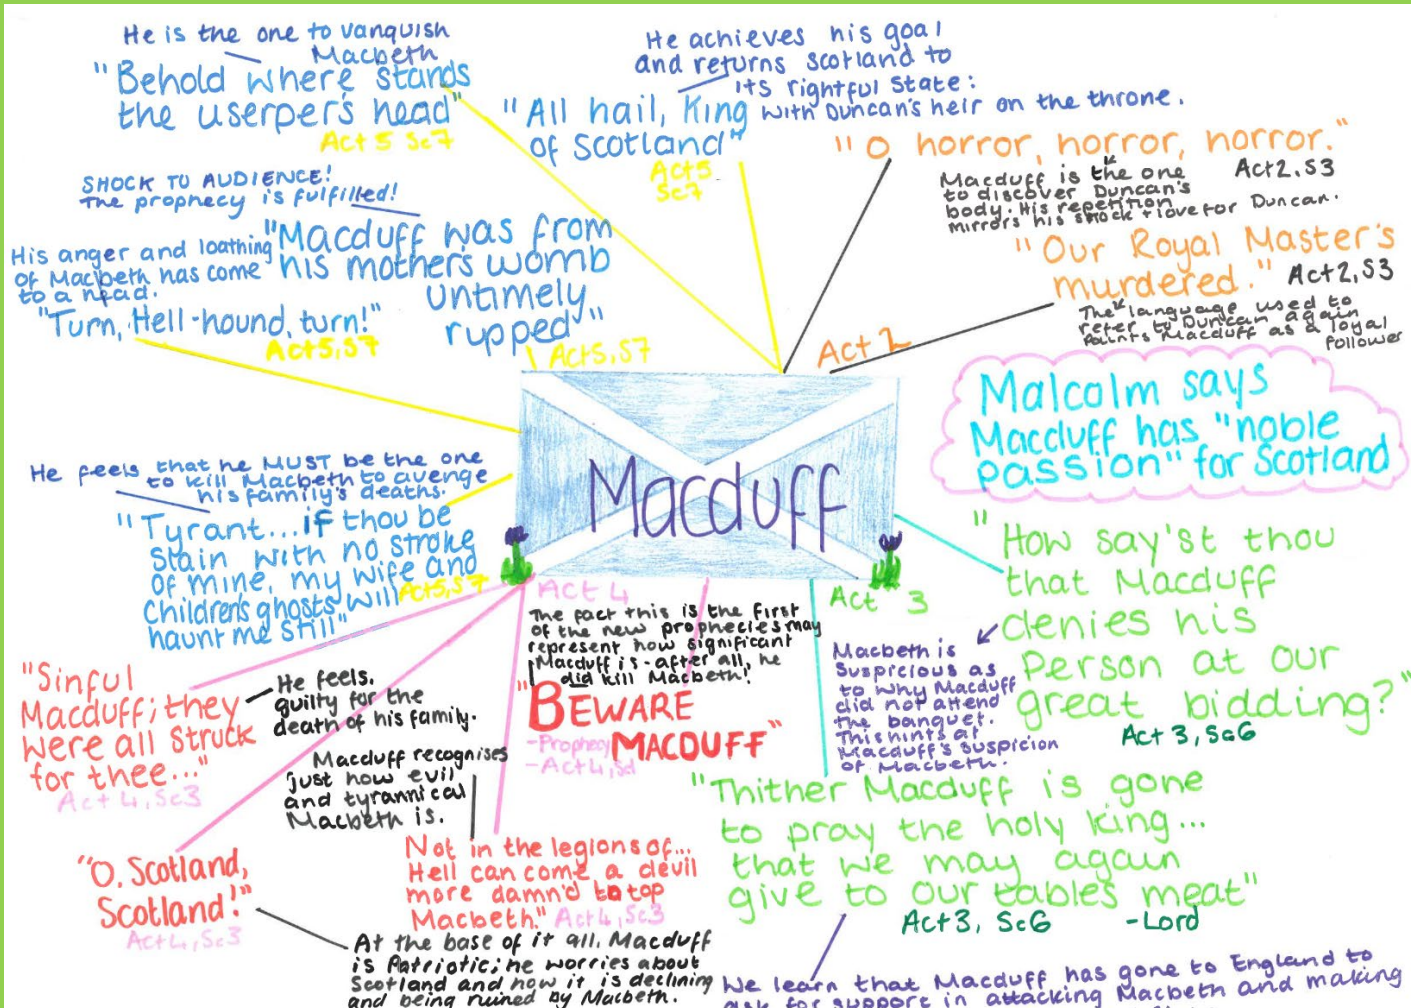 He is the one to vanquish
Macbeth
"Behold where stands
the userper's head"
Act 5 Sc7
He achieves his goal
and returns scotland to
its rightful state:
with Duncan's heir on the throne.
"All hail, King
of Scotland"
Act5
Sc7
"O horror, horror, horror."
Act2, S3
Macduff is the one
to discover Duncan's
body. His repetition
mirrors his shock + love for Duncan.
"Our Royal Master's
murdered."
Act2, S3
The language used to
refer to Duncan again
paints Macduff as a loyal
follower
SHOCK TO AUDIENCE!
The prophecy is fulfilled!
"Macduff was from
his mother's womb
untimely
rupped"
Act5, S7
His anger and loathing
of Macbeth has come
to a head.
"Turn, Hell-hound, turn!"
Act5, S7
Act 2
Malcolm says
Macduff has "noble
passion" for Scotland
Macduff
He feels that he MUST be the one
to kill Macbeth to avenge
his family's deaths.
"Tyrant...if thou be
slain with no stroke
of mine, my wife and
children's ghosts will
haunt me still"
Act5, S7
Act 4
"Sinful
Macduff; they
were all struck
for thee..."
Act 4, Sc3
He feels.
guilty for the
death of his family.
"O, Scotland,
Scotland!"
Act4, Sc3
At the base of it all, Macduff
is Patriotic; he worries about
Scotland and how it is declining
and being ruined by Macbeth.
Macduff recognises
just how evil
and tyrannical
Macbeth is.
Not in the legions of...
Hell can come a devil
more damn'd to top
Macbeth."
Act4, Sc3
The fact this is the first
of the new prophecies may
represent how significant
Macduff is - after all, he
did kill Macbeth!
"BEWARE
MACDUFF"
-Prophecy
-Act4, S1
Act 3
"How say'st thou
that Macduff
denies his
person at our
great bidding?"
Act 3, Sc6
Macbeth is
suspicious as
to why Macduff
did not attend
the banquet.
This hints at
Macduff's suspicion
of Macbeth.
"Thither Macduff is gone
to pray the holy king...
that we may again
give to our tables meat"
Act3, Sc6
-Lord
We learn that Macduff has gone to England to
ask for support in attacking Macbeth and making